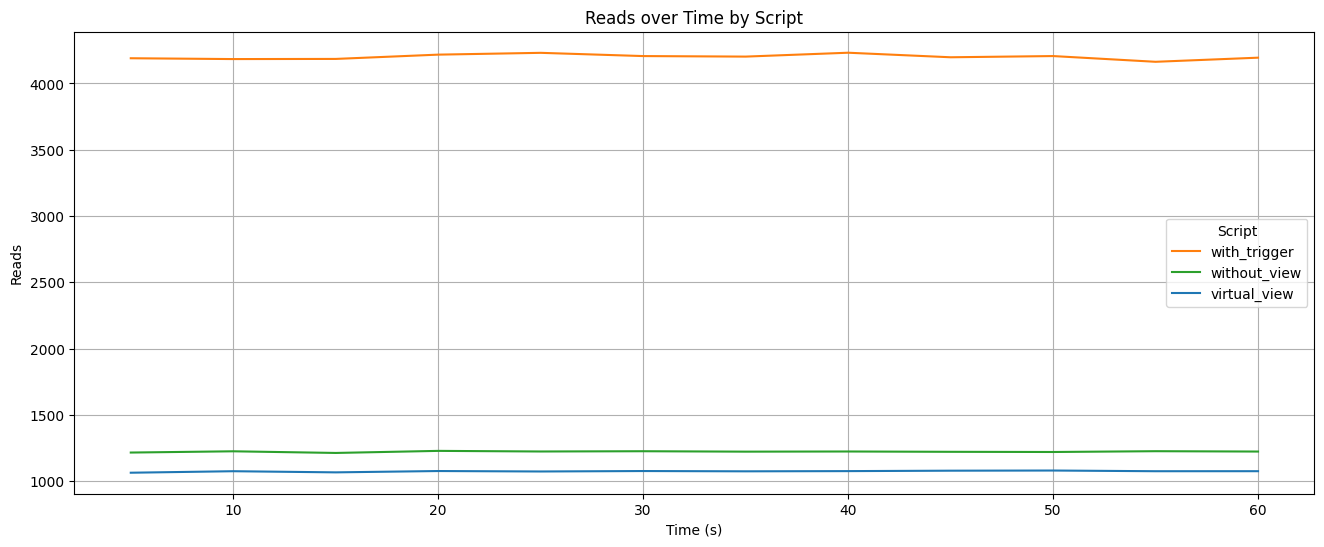 Reads over Time by Script
Reads
4000
3500
3000
2500
2000
1500
1000
Script
with_trigger
without_view
virtual_view
10 20 30 40 50 60
Time (s)